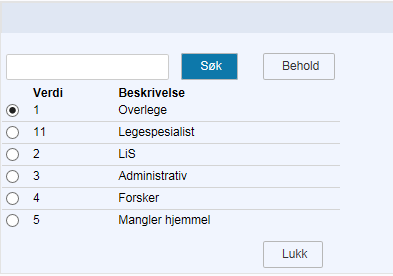 Søk Behold
Verdi Beskrivelse
1 Overlege
11 Legespesialist
2 LiS
3 Administrativ
4 Forsker
5 Mangler hjemmel
Lukk